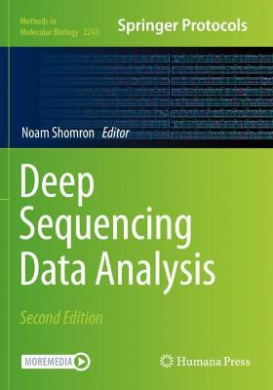 Methods in
Molecular Biology 2243
Springer Protocols
Noam Shomron Editor
Deep
Sequencing
Data Analysis
Second Edition
MOREMEDIA
Humana Press